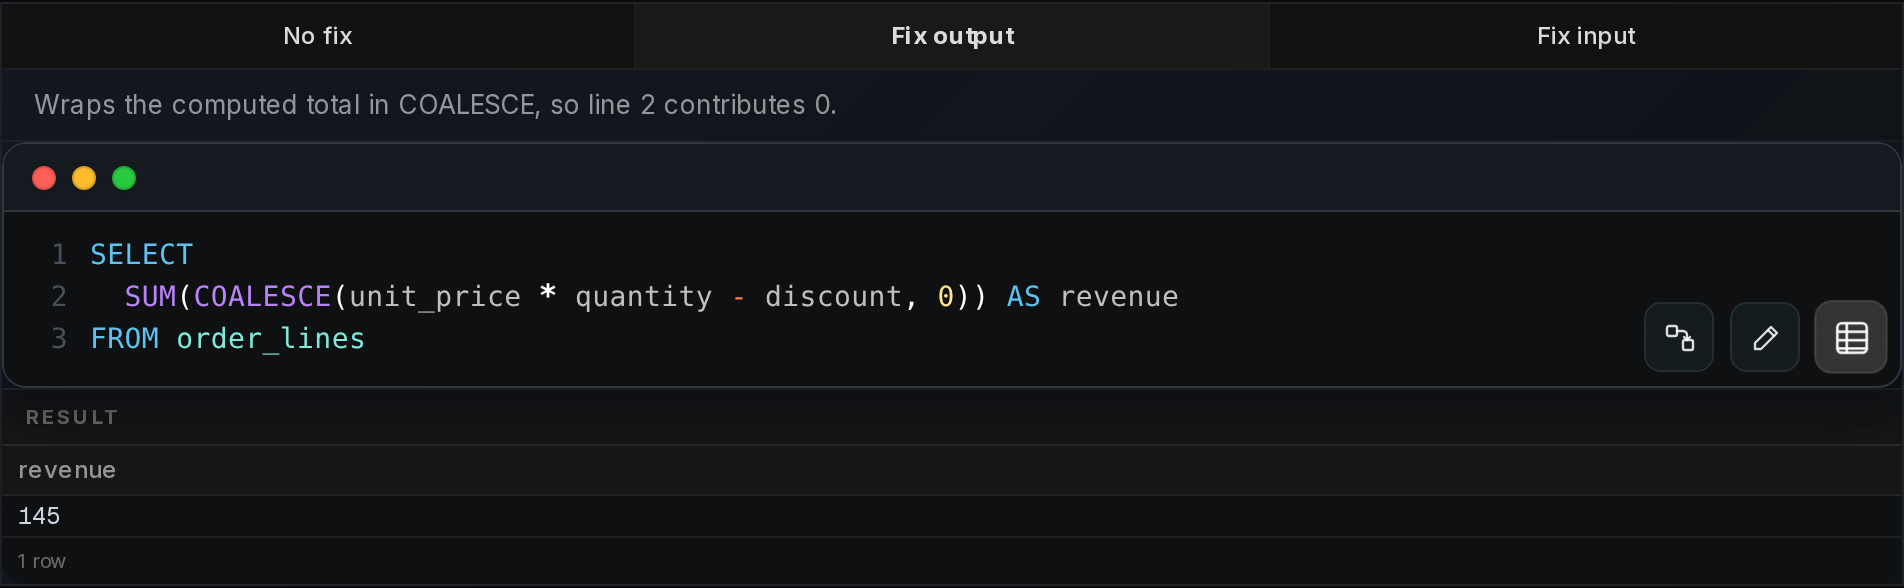 No fix
Fix output
Fix input
Wraps the computed total in COALESCE, so line 2 contributes 0.
1 SELECT
2   SUM(COALESCE(unit_price * quantity - discount, 0)) AS revenue
3 FROM order_lines
RESULT
revenue
145
1 row